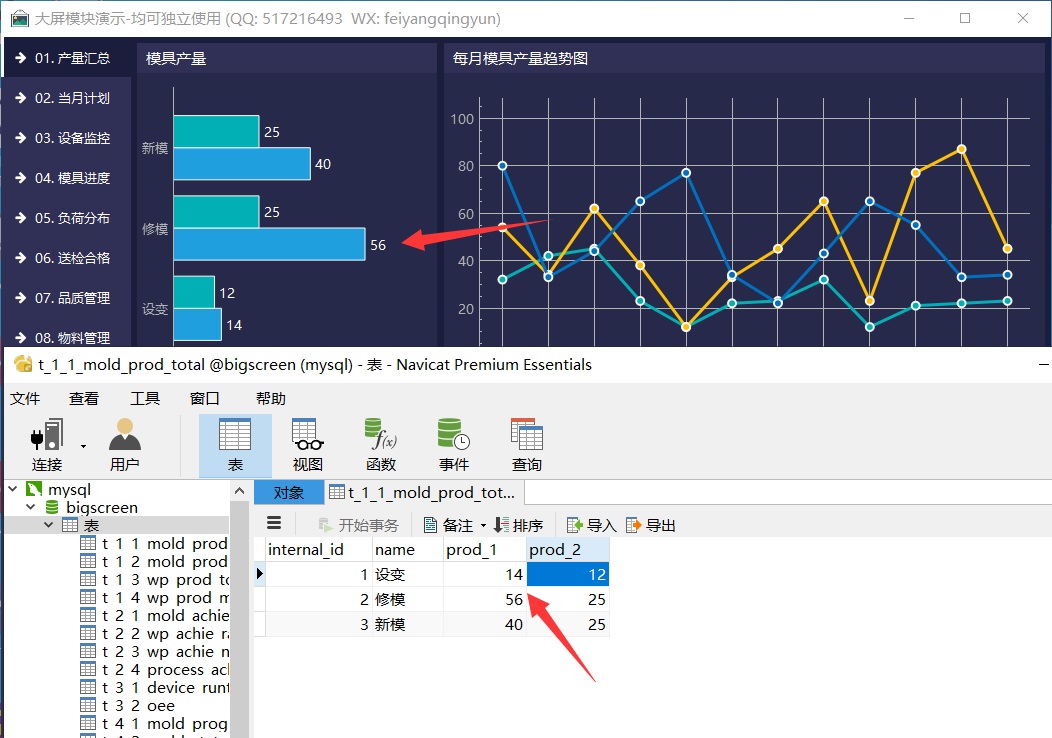 大屏模块演示-均可独立使用 (QQ: 517216493 WX: feiyangqingyun)
01. 产量汇总
02. 当月计划
03. 设备监控
04. 模具进度
05. 负荷分布
06. 送检合格
07. 品质管理
08. 物料管理
模具产量
新模
25
40
修模
25
56
设变
12
14
每月模具产量趋势图
100
80
60
40
20
t_1_1_mold_prod_total @bigscreen (mysql) - 表 - Navicat Premium Essentials
文件 查看 工具 窗口 帮助
连接 用户 表 视图 函数 事件 查询
f(x)
mysql
bigscreen
表
t 1 1 mold prod
t 1 2 mold prod
t 1 3 wp prod to
t 1 4 wp prod m
t 2 1 mold achie
t 2 2 wp achie ra
t 2 3 wp achie m
t 2 4 process ach
t 3 1 device runt
t 3 2 oee
t 4 1 mold prog
对象 t_1_1_mold_prod_tot...
开始事务 备注 排序 导入 导出
internal_id name prod_1 prod_2
1 设变 14 12
2 修模 56 25
3 新模 40 25